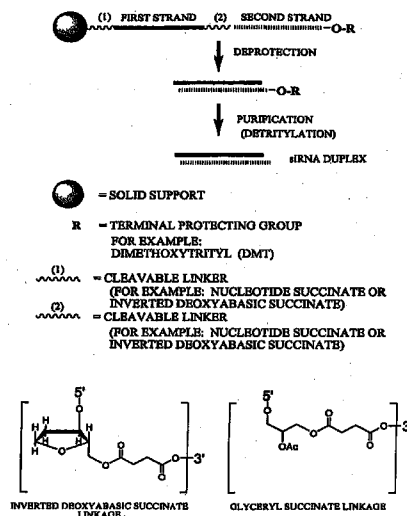 (1) FIRST STRAND (2) SECOND STRAND
O-R
DEPROTECTION
O-R
PURIFICATION
(DETRITYLATION)
siRNA DUPLEX
= SOLID SUPPORT
R = TERMINAL PROTECTING GROUP
FOR EXAMPLE:
DIMETHOXYTRITYL (DMT)
(1)
= CLEAVABLE LINKER
(FOR EXAMPLE: NUCLEOTIDE SUCCINATE OR
INVERTED DEOXYABASIC SUCCINATE)
(2)
= CLEAVABLE LINKER
(FOR EXAMPLE: NUCLEOTIDE SUCCINATE OR
INVERTED DEOXYABASIC SUCCINATE)
5'
O
H H H H
O O
O O O 3'
O
INVERTED DEOXYABASIC SUCCINATE
LINKAGE
5'
O
O
O O 3'
OAc O
GLYCERYL SUCCINATE LINKAGE